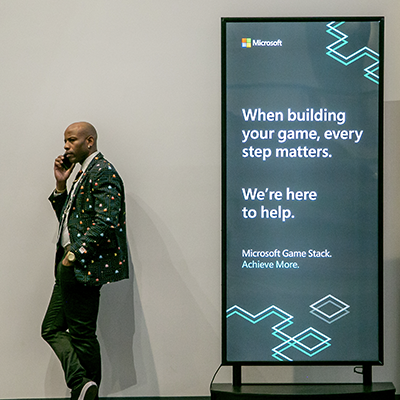 Microsoft
When building
your game, every
step matters.
We're here
to help.
Microsoft Game Stack.
Achieve More.